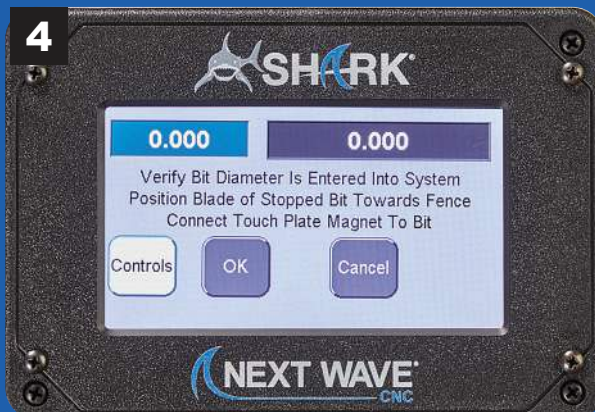 4
SHARK
0.000 0.000
Verify Bit Diameter Is Entered Into System
Position Blade of Stopped Bit Towards Fence
Connect Touch Plate Magnet To Bit
Controls OK Cancel
NEXT WAVE
CNC